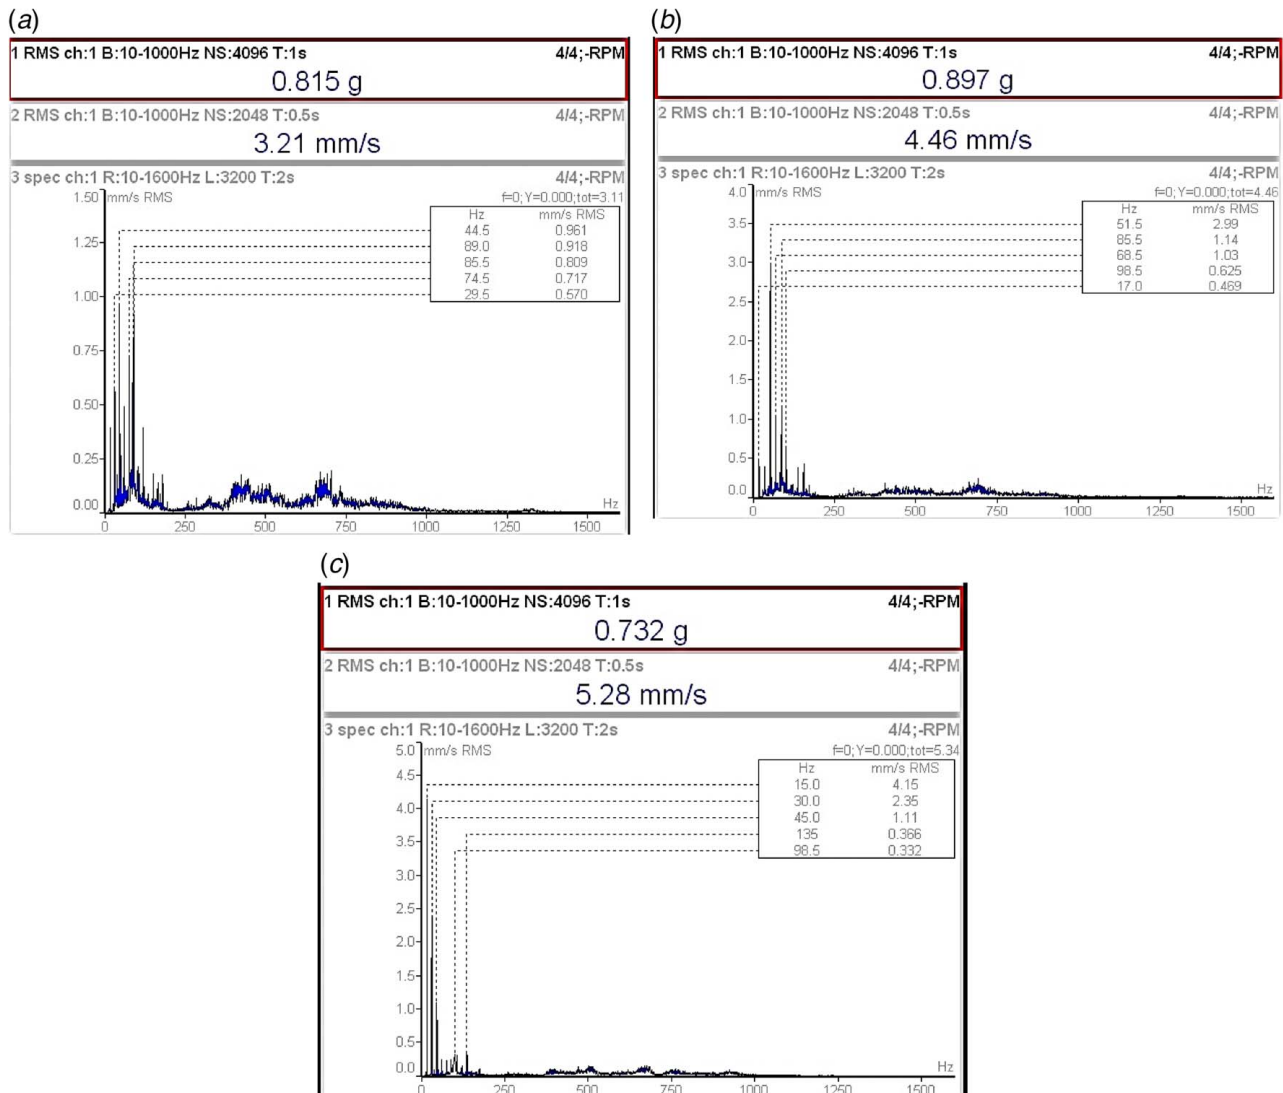 (a)
1 RMS ch:1 B:10-1000Hz NS:4096 T:1s 4/4;-RPM
0.815 g
2 RMS ch:1 B:10-1000Hz NS:2048 T:0.5s 4/4;-RPM
3.21 mm/s
3 spec ch:1 R:10-1600Hz L:3200 T:2s 4/4;-RPM
1.50 mm/s RMS f=0;Y=0.000;tot=3.11
Hz mm/s RMS
44.5 0.961
89.0 0.918
85.5 0.809
74.5 0.717
29.5 0.570
1.25
1.00
0.75
0.50
0.25
0.00 Hz
0 250 500 750 1000 1250 1500
(b)
1 RMS ch:1 B:10-1000Hz NS:4096 T:1s 4/4;-RPM
0.897 g
2 RMS ch:1 B:10-1000Hz NS:2048 T:0.5s 4/4;-RPM
4.46 mm/s
3 spec ch:1 R:10-1600Hz L:3200 T:2s 4/4;-RPM
4.0 mm/s RMS f=0;Y=0.000;tot=4.46
Hz mm/s RMS
51.5 2.99
85.5 1.14
68.5 1.03
98.5 0.625
17.0 0.469
3.5
3.0
2.5
2.0
1.5
1.0
0.5
0.0 Hz
0 250 500 750 1000 1250 1500
(c)
1 RMS ch:1 B:10-1000Hz NS:4096 T:1s 4/4;-RPM
0.732 g
2 RMS ch:1 B:10-1000Hz NS:2048 T:0.5s 4/4;-RPM
5.28 mm/s
3 spec ch:1 R:10-1600Hz L:3200 T:2s 4/4;-RPM
5.0 mm/s RMS f=0;Y=0.000;tot=5.34
Hz mm/s RMS
15.0 4.15
30.0 2.35
45.0 1.11
135 0.366
98.5 0.332
4.5
4.0
3.5
3.0
2.5
2.0
1.5
1.0
0.5
0.0 Hz
0 250 500 750 1000 1250 1500